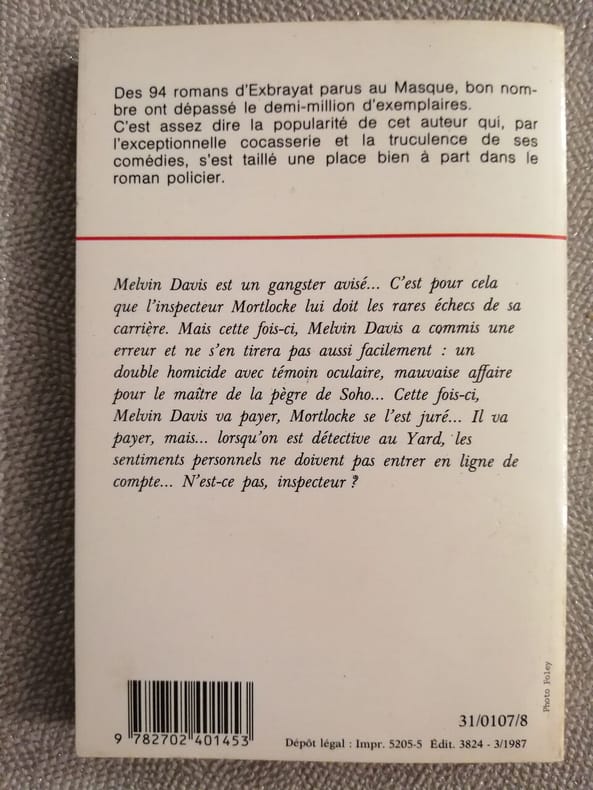 Des 94 romans d'Exbrayat parus au Masque, bon nom-
bre ont dépassé le demi-million d'exemplaires.
C'est assez dire la popularité de cet auteur qui, par
l'exceptionnelle cocasserie et la truculence de ses
comédies, s'est taillé une place bien à part dans le
roman policier.
Melvin Davis est un gangster avisé... C'est pour cela
que l'inspecteur Mortlocke lui doit les rares échecs de sa
carrière. Mais cette fois-ci, Melvin Davis a commis une
erreur et ne s'en tirera pas aussi facilement : un
double homicide avec témoin oculaire, mauvaise affaire
pour le maître de la pègre de Soho... Cette fois-ci,
Melvin Davis va payer, Mortlocke se l'est juré... Il va
payer, mais... lorsqu'on est détective au Yard, les
sentiments personnels ne doivent pas entrer en ligne de
compte... N'est-ce pas, inspecteur ?
Photo Foley
31/0107/8
9 782702 401453
Dépôt légal : Impr. 5205-5 Édit. 3824 - 3/1987